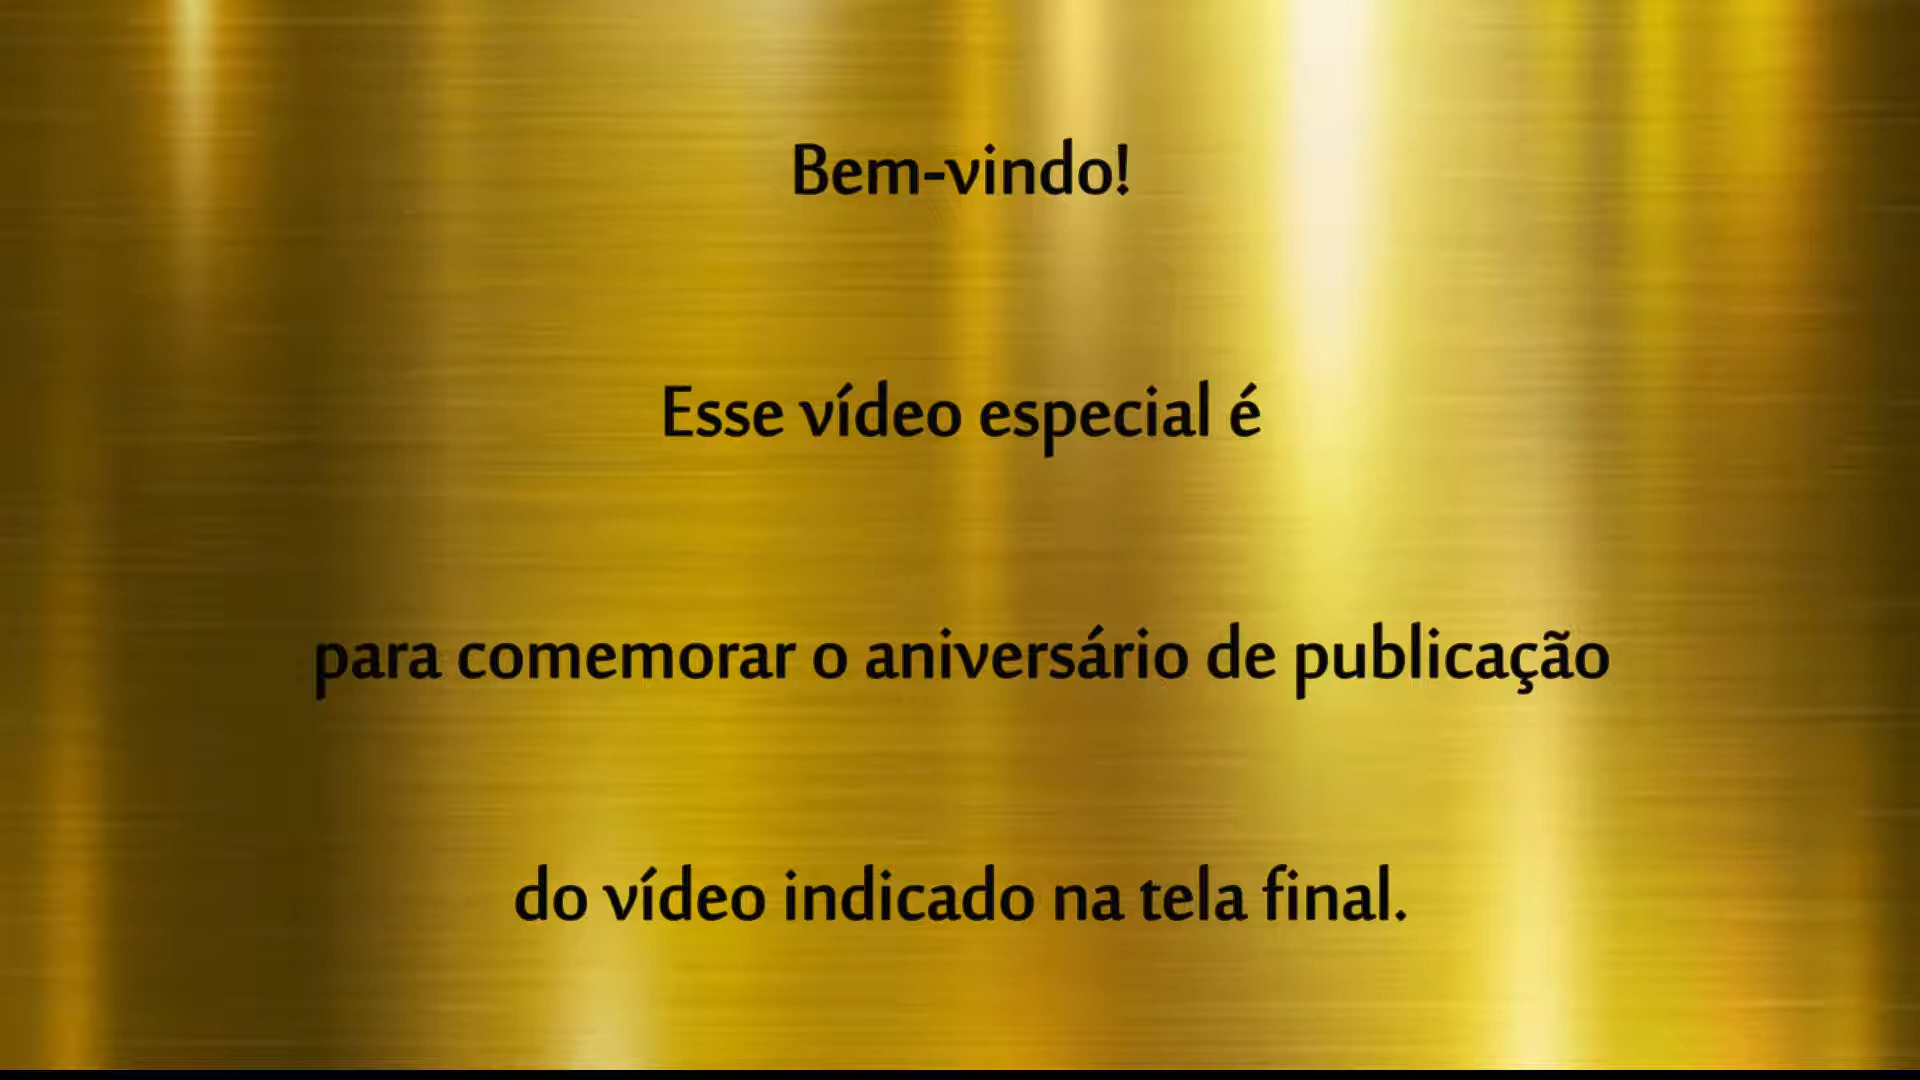 Bem-vindo!
Esse vídeo especial é
para comemorar o aniversário de publicação
do vídeo indicado na tela final.